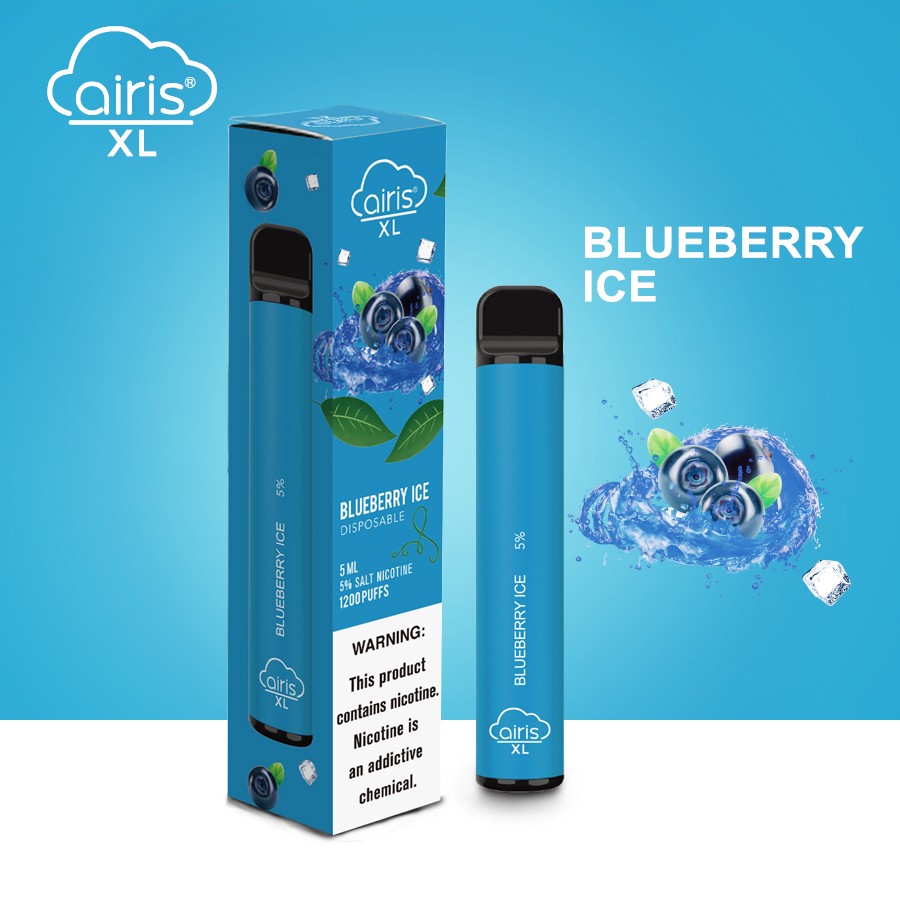 airis®
XL
airis®
XL
BLUEBERRY
ICE
BLUEBERRY ICE
DISPOSABLE
5 ML
5% SALT NICOTINE
1200 PUFFS
WARNING:
This product
contains nicotine.
Nicotine is
an addictive
chemical.
BLUEBERRY ICE 5%
airis
XL
BLUEBERRY ICE 5%
airis
XL